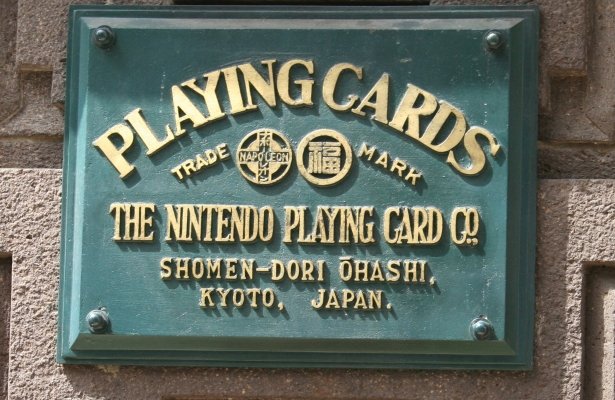 PLAYING CARDS
TRADE NAPOLEON 福 MARK
THE NINTENDO PLAYING CARD CO.
SHOMEN-DORI ŌHASHI,
KYOTO, JAPAN.